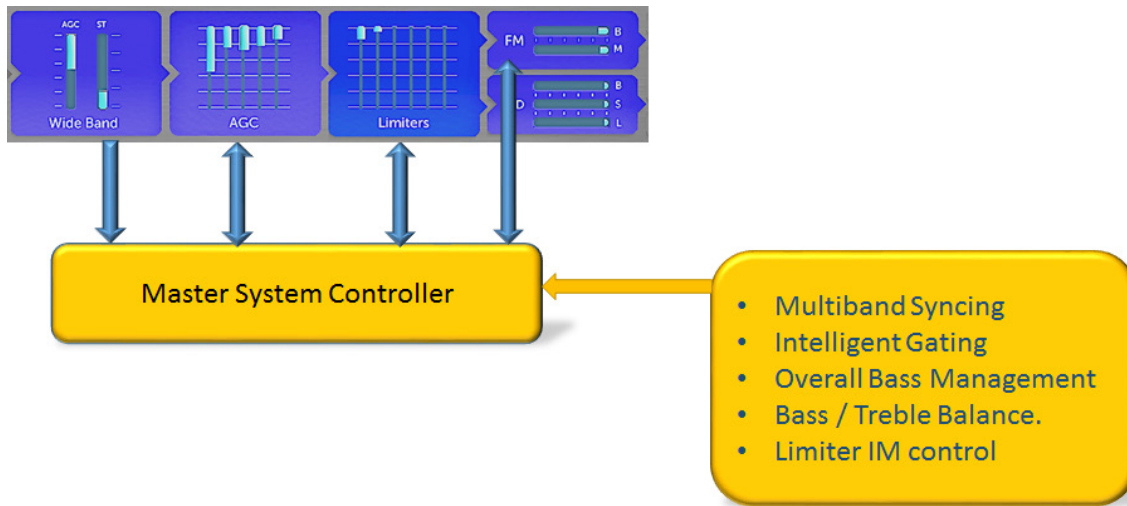 AGC ST
Wide Band
AGC
Limiters
FM
B
M
D
B
S
L
Master System Controller
• Multiband Syncing
• Intelligent Gating
• Overall Bass Management
• Bass / Treble Balance.
• Limiter IM control